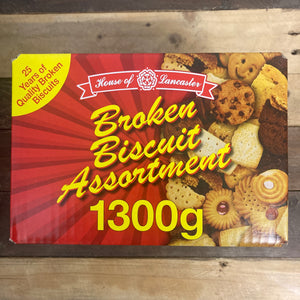 25
Years of
Quality Broken
Biscuits
House of Lancaster
Broken
Biscuit
Assortment
1300g